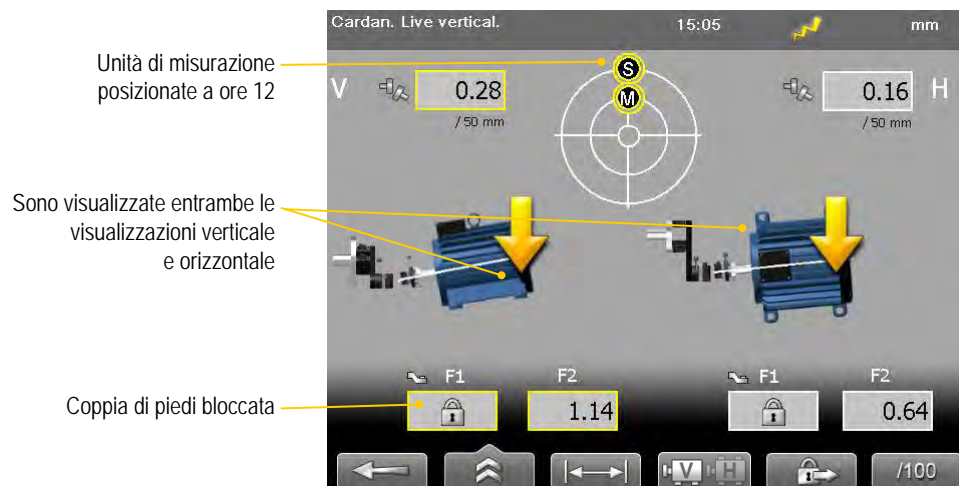 Cardan. Live vertical. 15:05 mm
Unità di misurazione
posizionate a ore 12
S
V 0.28 M 0.16 H
/ 50 mm / 50 mm
Sono visualizzate entrambe le
visualizzazioni verticale
e orizzontale
F1 F2 F1 F2
Coppia di piedi bloccata
1.14 0.64
V H /100